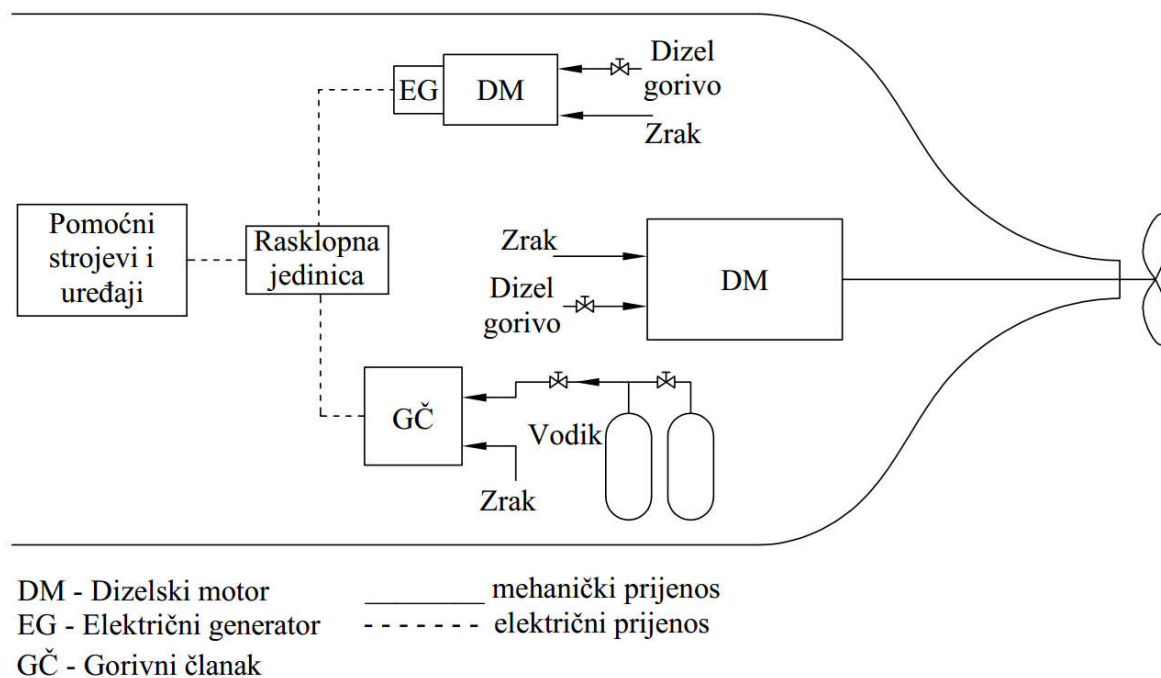 Dizel
gorivo
EG
DM
Zrak
Pomoćni
strojevi i
uređaji
Rasklopna
jedinica
Zrak
Dizel
gorivo
DM
GČ
Vodik
Zrak
DM - Dizelski motor
mehanički prijenos
EG - Električni generator
električni prijenos
GČ - Gorivni članak